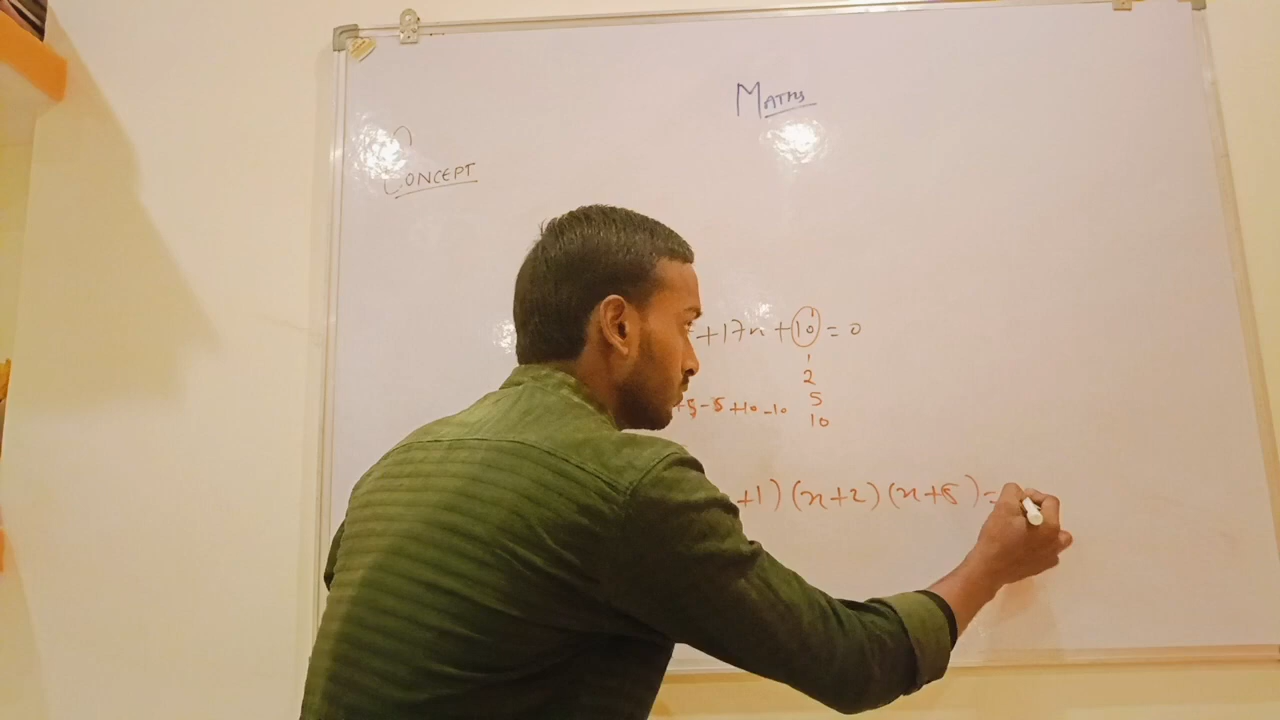 MATHS
CONCEPT
+17x + 10 = 0
1
2
+5 -5 +10 -10 5
10
+1) (x+2) (x+5) =